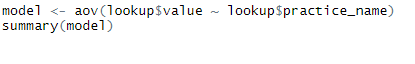 model <- aov(lookup$value ~ lookup$practice_name)
summary(model)